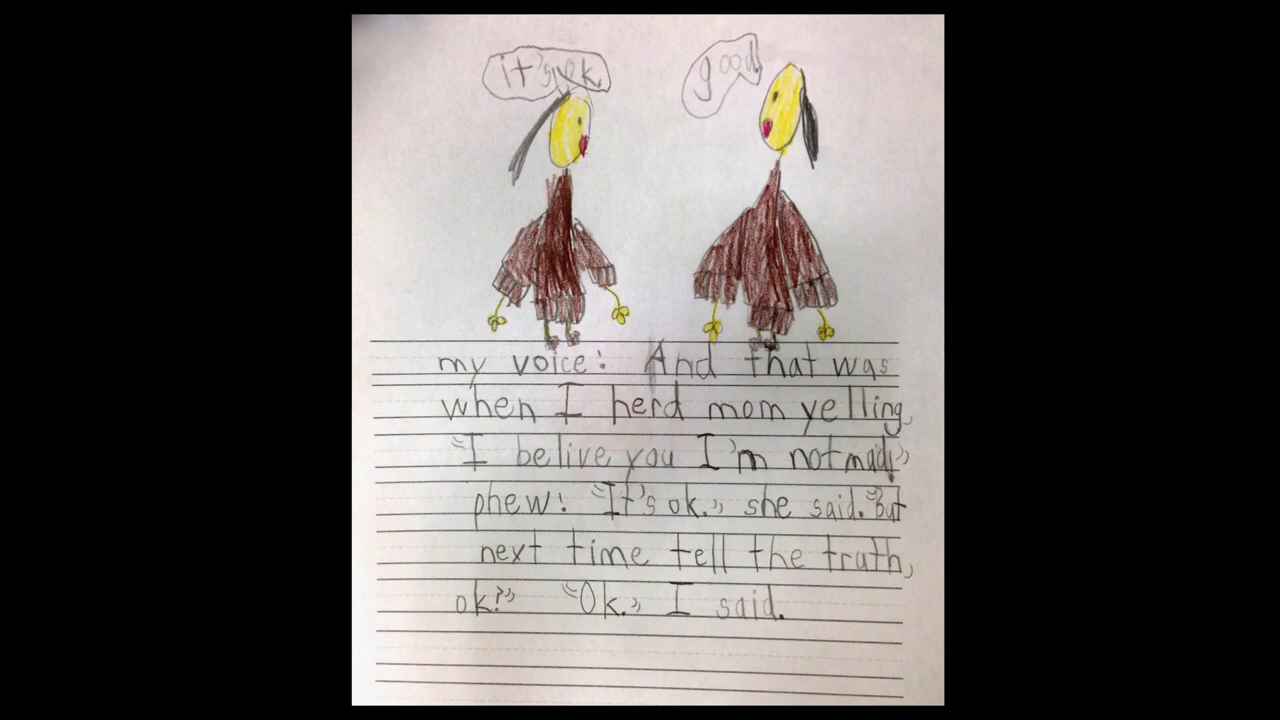 it's ok.
good
my voice! And that was
when I herd mom yelling,
"I belive you I'm not mad!"
phew! "It's ok." she said. "But
next time tell the truth,
ok?" "Ok." I said.